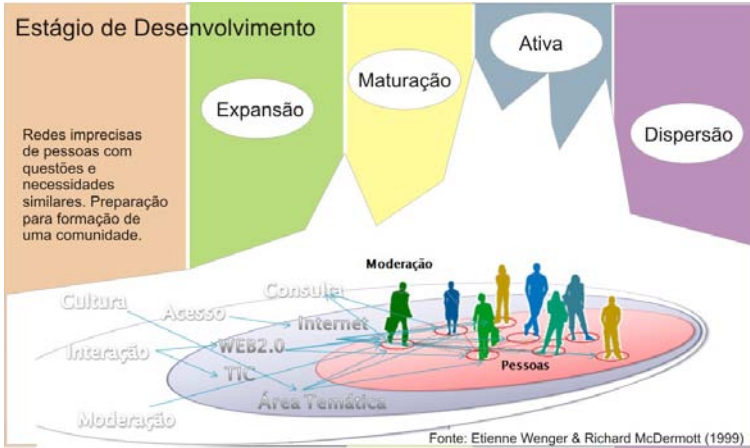 Estágio de Desenvolvimento
Expansão
Maturação
Ativa
Dispersão
Redes imprecisas
de pessoas com
questões e
necessidades
similares. Preparação
para formação de
uma comunidade.
Moderação
Cultura
Acesso
Consulta
Internet
Interação
WEB2.0
TIC
Área Temática
Moderação
Pessoas
Fonte: Etienne Wenger & Richard McDermott (1999)